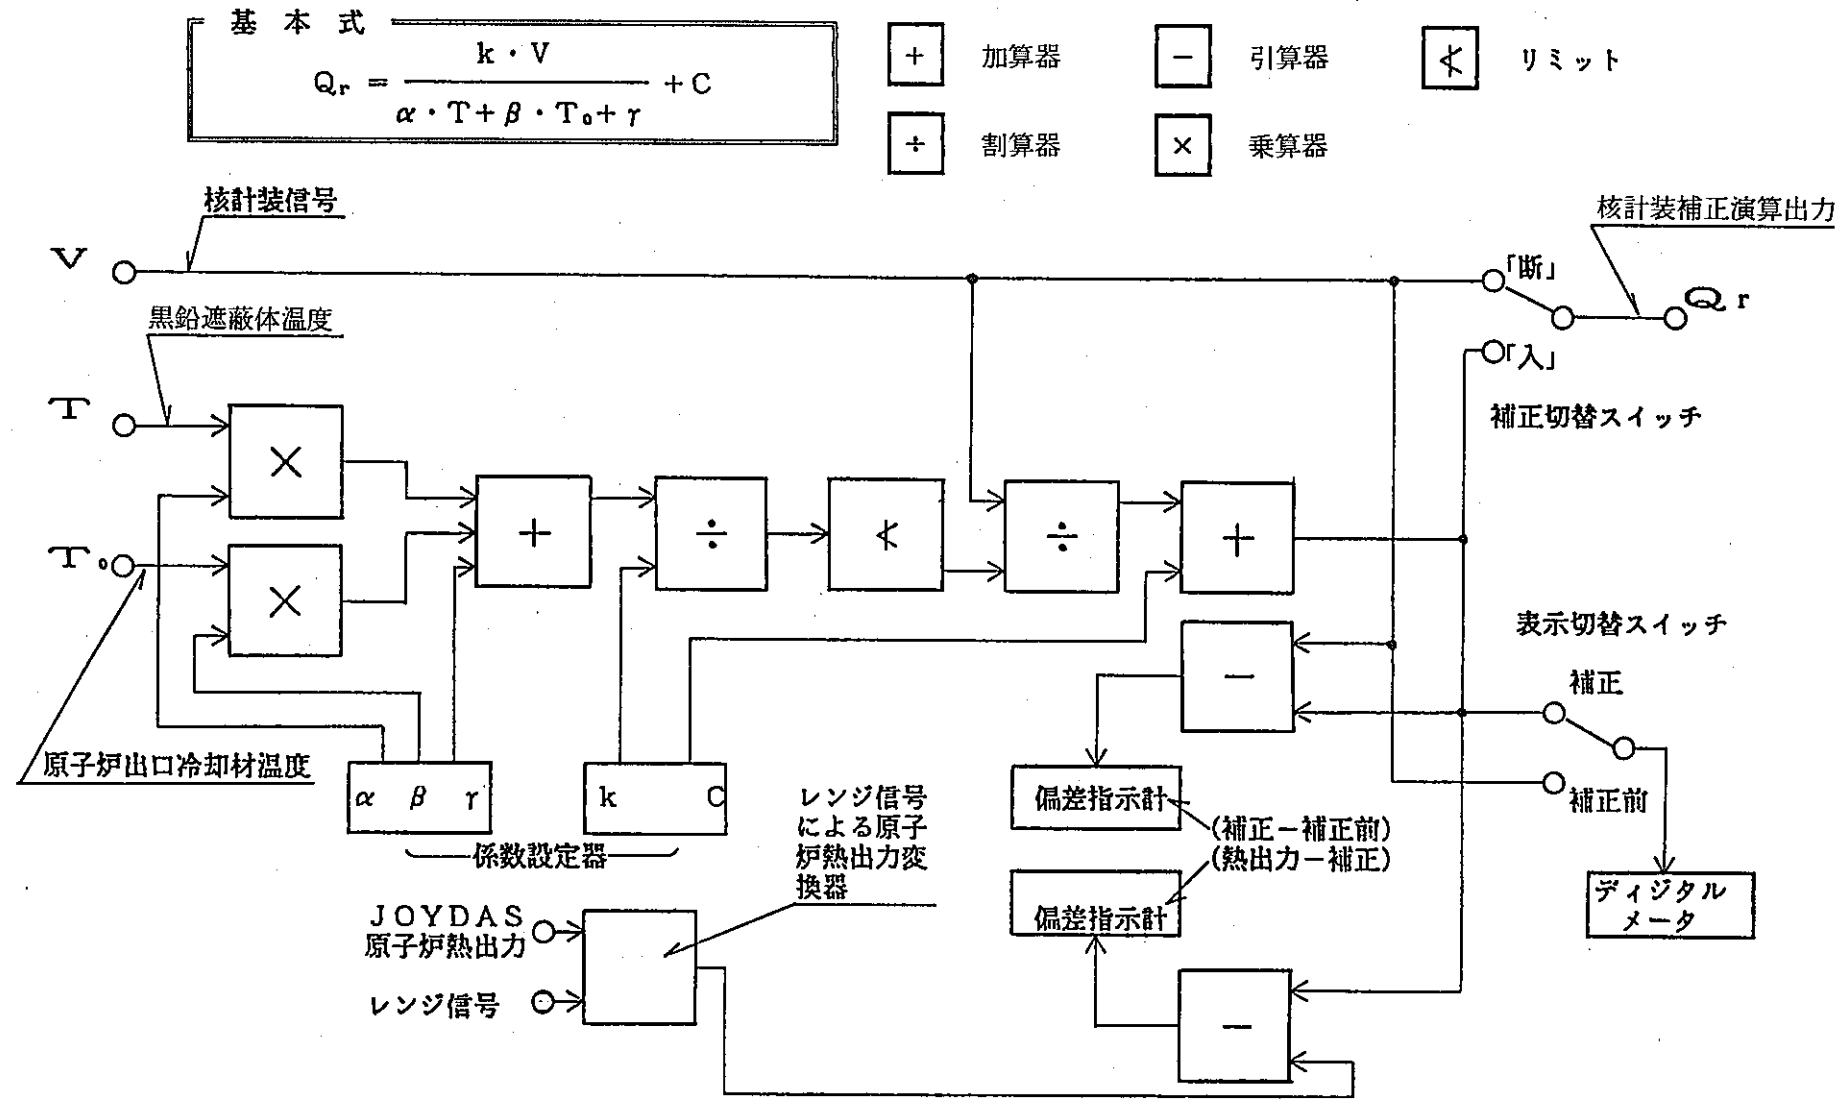 基本式
k・V
Qr = ―――― +C
α・T+β・T₀+γ
+ 加算器
− 引算器
∢ リミット
÷ 割算器
× 乗算器
核計装信号
核計装補正演算出力
V
「断」
Qr
黒鉛遮蔽体温度
「入」
T
補正切替スイッチ
×
+
÷
∢
÷
+
T₀
×
表示切替スイッチ
−
補正
原子炉出口冷却材温度
α β γ
k C
偏差指示計
補正前
レンジ信号
による原子
炉熱出力変
換器
(補正−補正前)
(熱出力−補正)
係数設定器
偏差指示計
ディジタル
メータ
JOYDAS
原子炉熱出力
レンジ信号
−